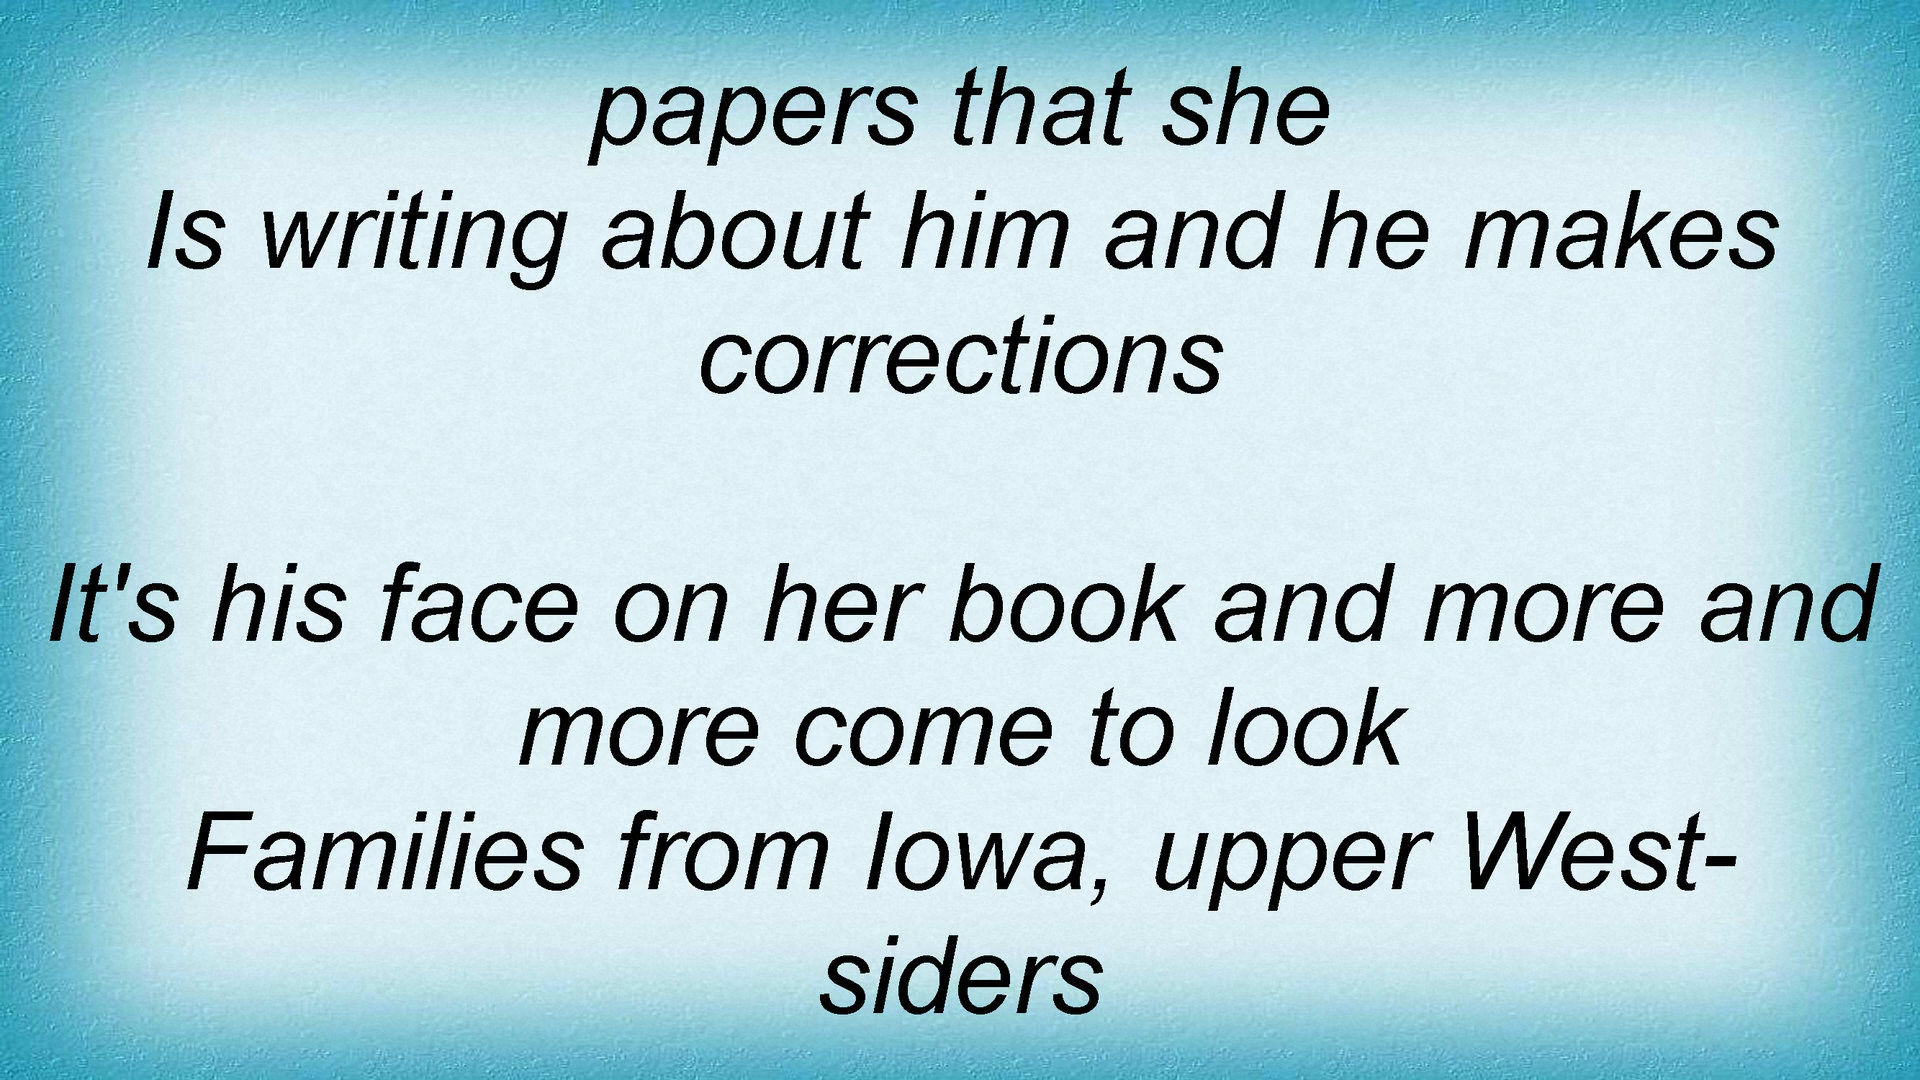 papers that she
Is writing about him and he makes
corrections
It's his face on her book and more and
more come to look
Families from Iowa, upper West-
siders